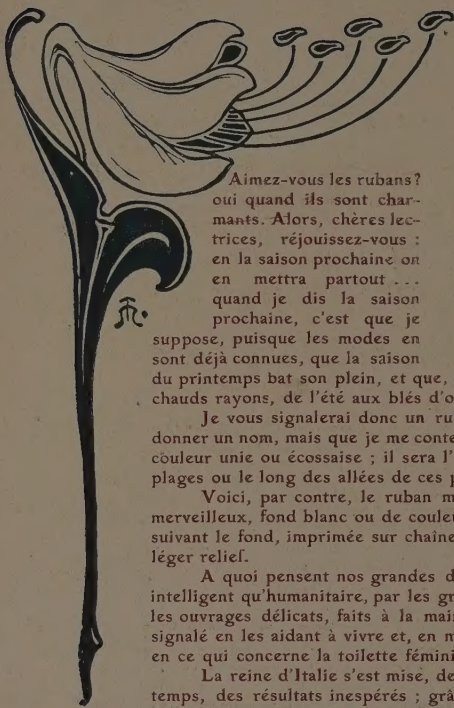 Aimez-vous les rubans?
oui quand ils sont char-
mants. Alors, chères lec-
trices, réjouissez-vous :
en la saison prochaine on
en mettra partout ...
quand je dis la saison
prochaine, c'est que je
suppose, puisque les modes en
sont déjà connues, que la saison
du printemps bat son plein, et que,
chauds rayons, de l'été aux blés d'o
Je vous signalerai donc un ru
donner un nom, mais que je me conte
couleur unie ou écossaise ; il sera l'
plages ou le long des allées de ces p
Voici, par contre, le ruban m
merveilleux, fond blanc ou de couleu
suivant le fond, imprimée sur chaîne
léger relief.
A quoi pensent nos grandes d
intelligent qu'humanitaire, par les gr
les ouvrages délicats, faits à la mai
signalé en les aidant à vivre et, en m
en ce qui concerne la toilette fémini
La reine d'Italie s'est mise, de
temps, des résultats inespérés ; grâ